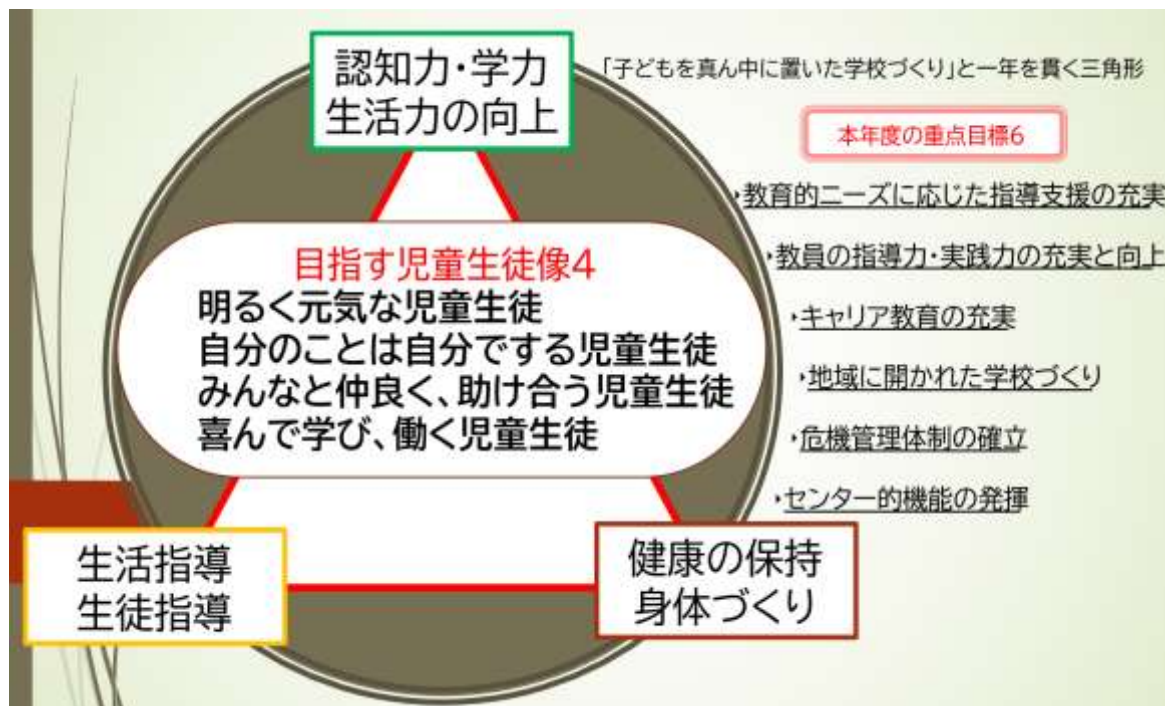 「子どもを真ん中に置いた学校づくり」と一年を貫く三角形
認知力・学力
生活力の向上
目指す児童生徒像4
明るく元気な児童生徒
自分のことは自分でする児童生徒
みんなと仲良く、助け合う児童生徒
喜んで学び、働く児童生徒
生活指導
生徒指導
健康の保持
身体づくり
本年度の重点目標6
・教育的ニーズに応じた指導支援の充実
・教員の指導力・実践力の充実と向上
・キャリア教育の充実
・地域に開かれた学校づくり
・危機管理体制の確立
・センター的機能の発揮